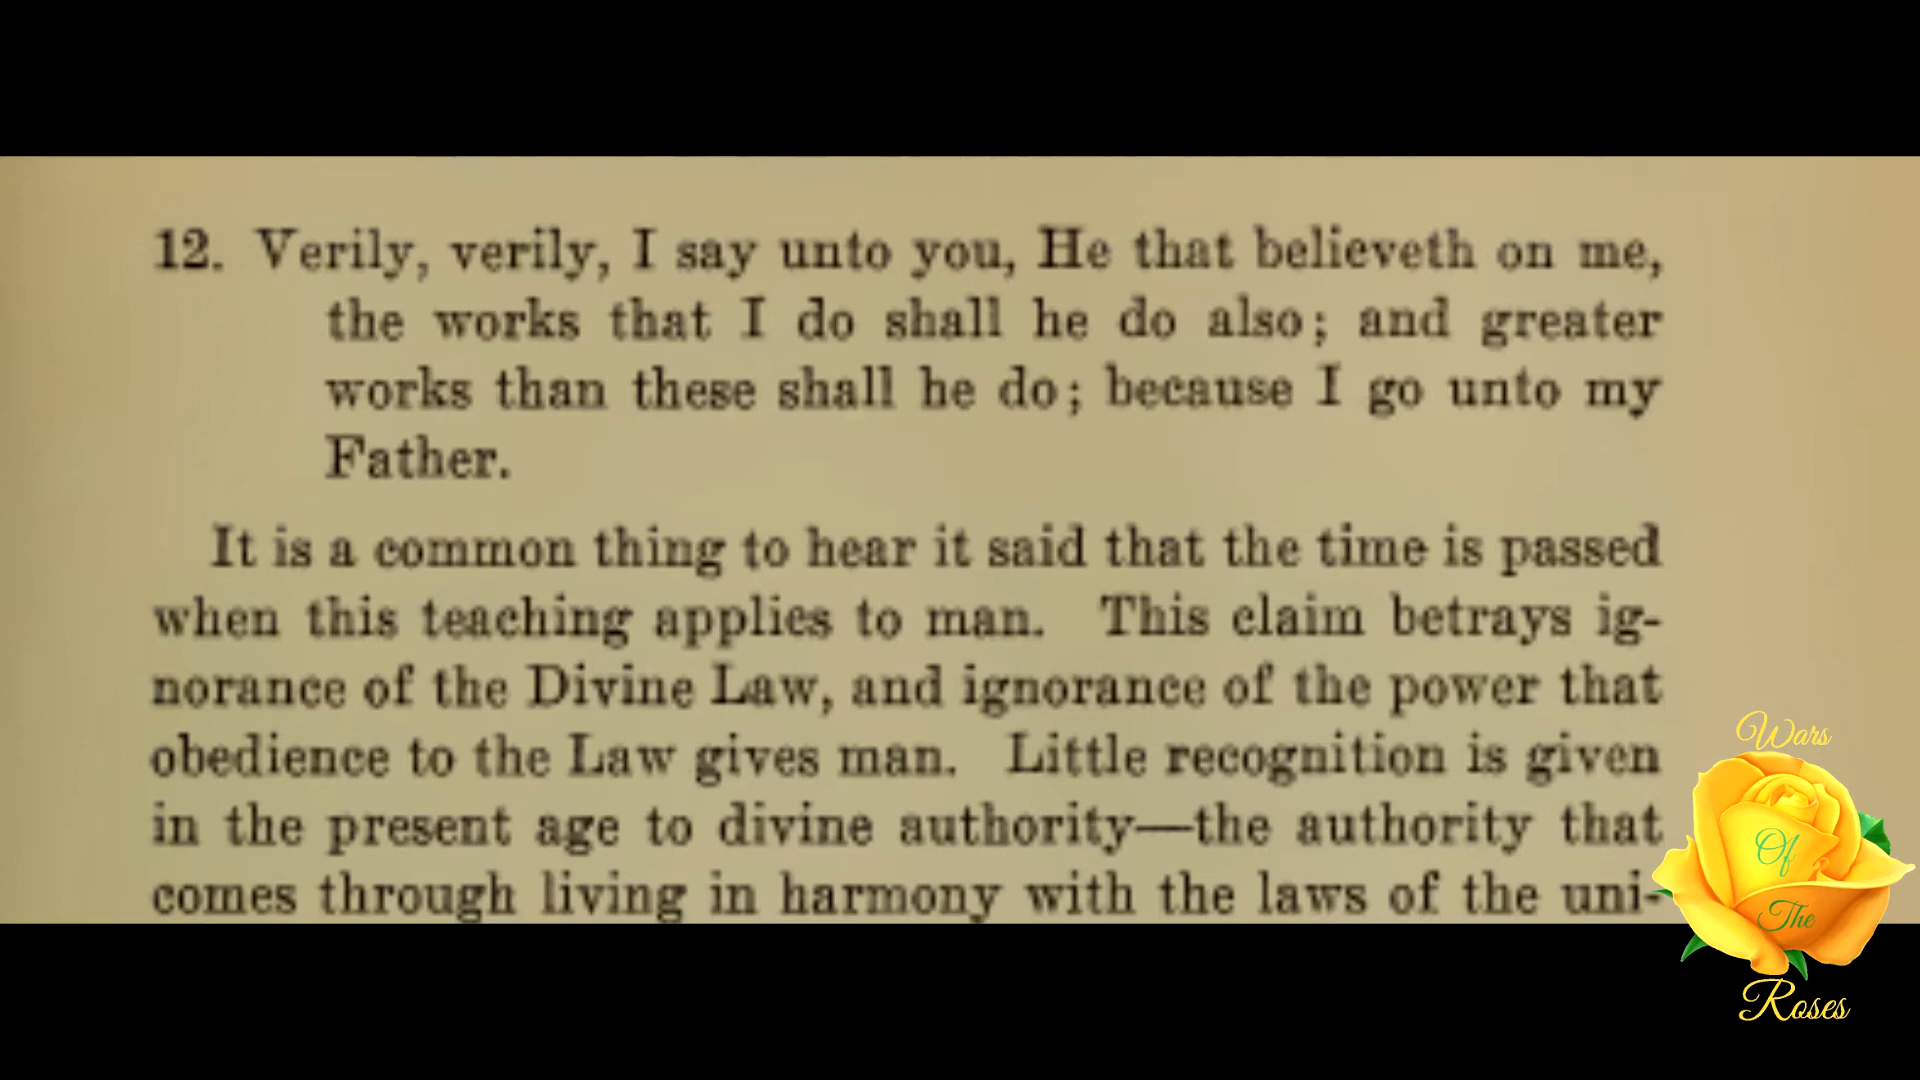 12. Verily, verily, I say unto you, He that believeth on me,
the works that I do shall he do also; and greater
works than these shall he do; because I go unto my
Father.
It is a common thing to hear it said that the time is passed
when this teaching applies to man. This claim betrays ig-
norance of the Divine Law, and ignorance of the power that
obedience to the Law gives man. Little recognition is given
in the present age to divine authority—the authority that
comes through living in harmony with the laws of the uni-
Wars
Of
The
Roses